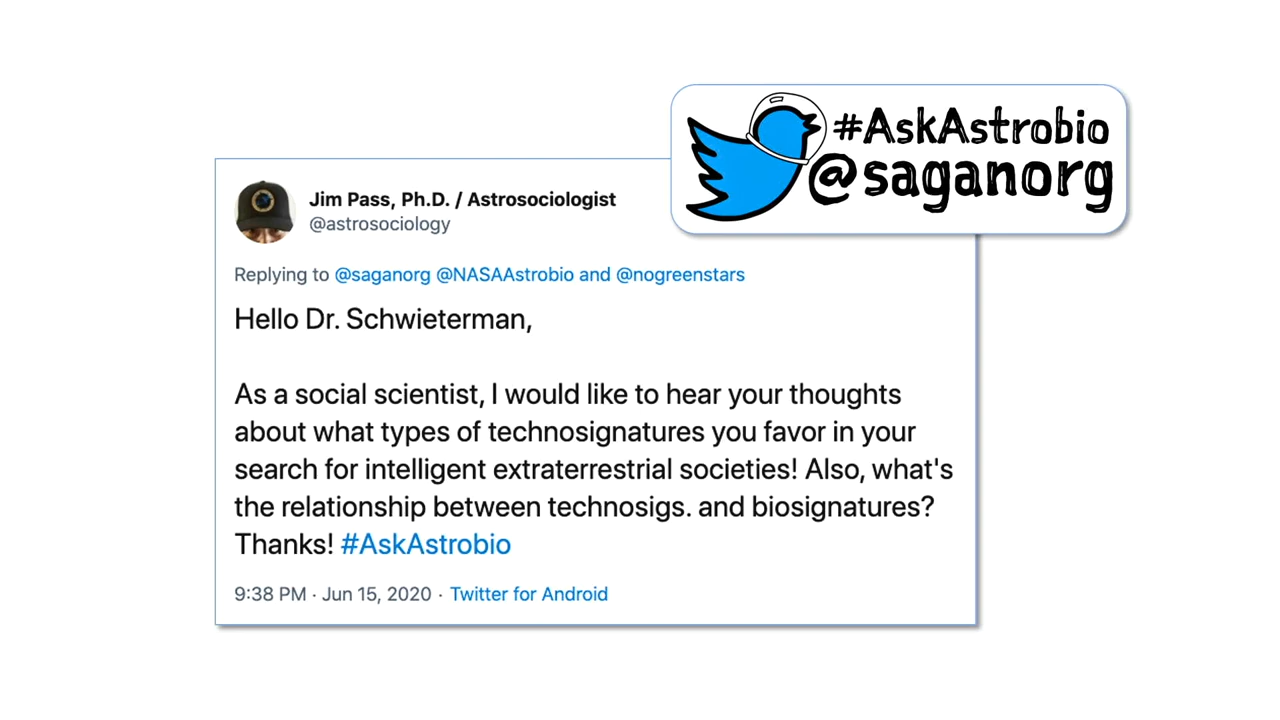 #AskAstrobio
@saganorg
Jim Pass, Ph.D. / Astrosociologist
@astrosociology
Replying to @saganorg @NASAAstrobio and @nogreenstars
Hello Dr. Schwieterman,
As a social scientist, I would like to hear your thoughts
about what types of technosignatures you favor in your
search for intelligent extraterrestrial societies! Also, what's
the relationship between technosigs. and biosignatures?
Thanks! #AskAstrobio
9:38 PM · Jun 15, 2020 · Twitter for Android